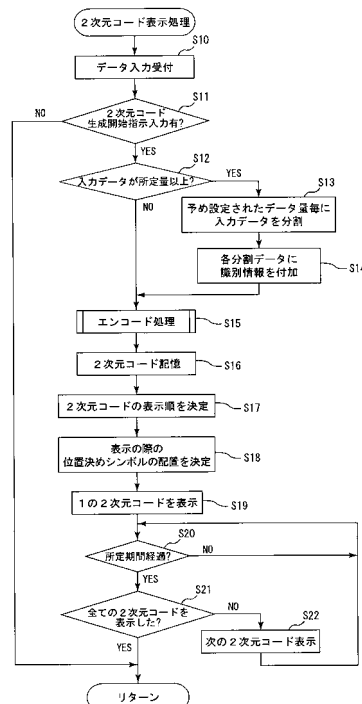 2次元コード表示処理
S10
データ入力受付
S11
NO
2次元コード
生成開始指示入力有?
YES
S12
入力データが所定量以上?
YES
S13
NO
予め設定されたデータ量毎に
入力データを分割
各分割データに
識別情報を付加
S14
エンコード処理
S15
2次元コード記憶
S16
2次元コードの表示順を決定
S17
表示の際の
位置決めシンボルの配置を決定
S18
1の2次元コードを表示
S19
S20
所定期間経過?
NO
YES
S21
全ての2次元コードを
表示した?
NO
S22
YES
次の2次元コード表示
リターン